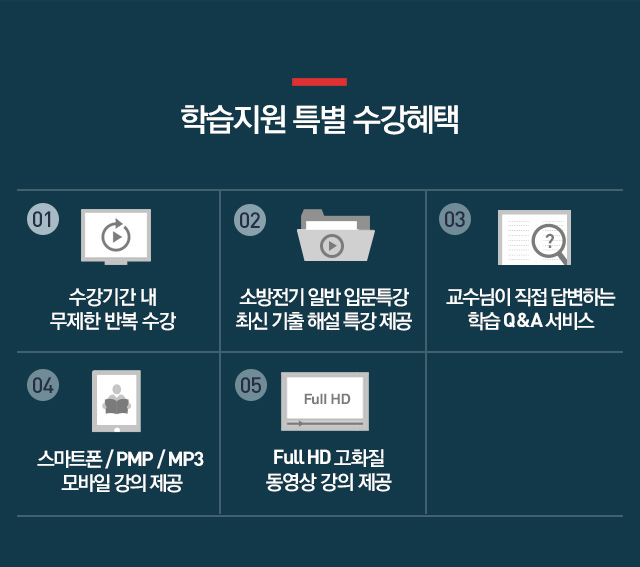 학습지원 특별 수강혜택
01
수강기간 내
무제한 반복 수강
02
소방전기 일반 입문특강
최신 기출 해설 특강 제공
03
?
교수님이 직접 답변하는
학습 Q&A 서비스
04
스마트폰 / PMP / MP3
모바일 강의 제공
05
Full HD
Full HD 고화질
동영상 강의 제공